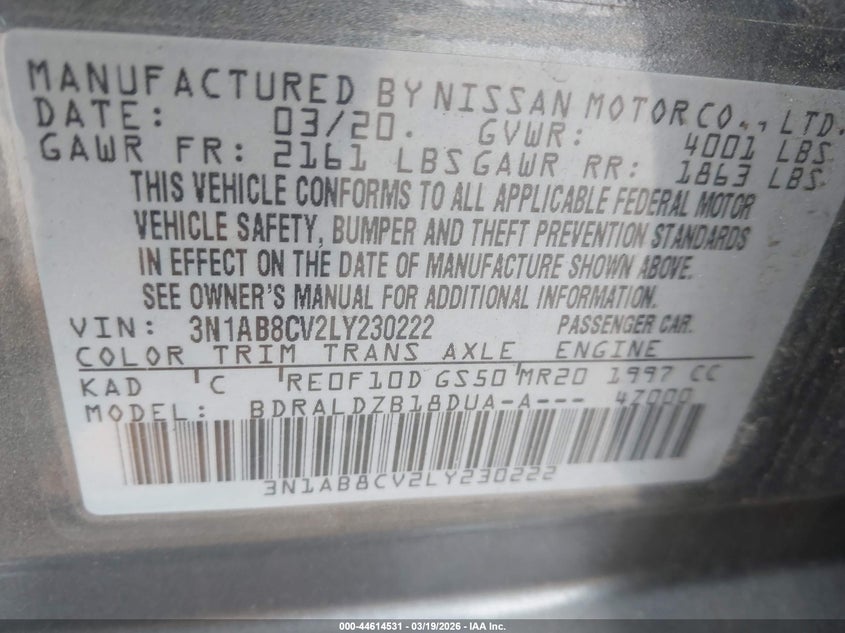 MANUFACTURED BY NISSAN MOTOR CO., LTD.
DATE: 03/20. GVWR: 4001 LBS
GAWR FR: 2161 LBS GAWR RR: 1863 LBS
THIS VEHICLE CONFORMS TO ALL APPLICABLE FEDERAL MOTOR
VEHICLE SAFETY, BUMPER AND THEFT PREVENTION STANDARDS
IN EFFECT ON THE DATE OF MANUFACTURE SHOWN ABOVE.
SEE OWNER'S MANUAL FOR ADDITIONAL INFORMATION.
VIN: 3N1AB8CV2LY230222 PASSENGER CAR.
COLOR TRIM TRANS AXLE ENGINE
KAD 'C 'RE0F10D GS50'MR20 1997 CC
MODEL: BDRALDZB18DUA-A--- 4Z000
3N1AB8CV2LY230222
000-44614531 - 03/19/2026 - IAA Inc.